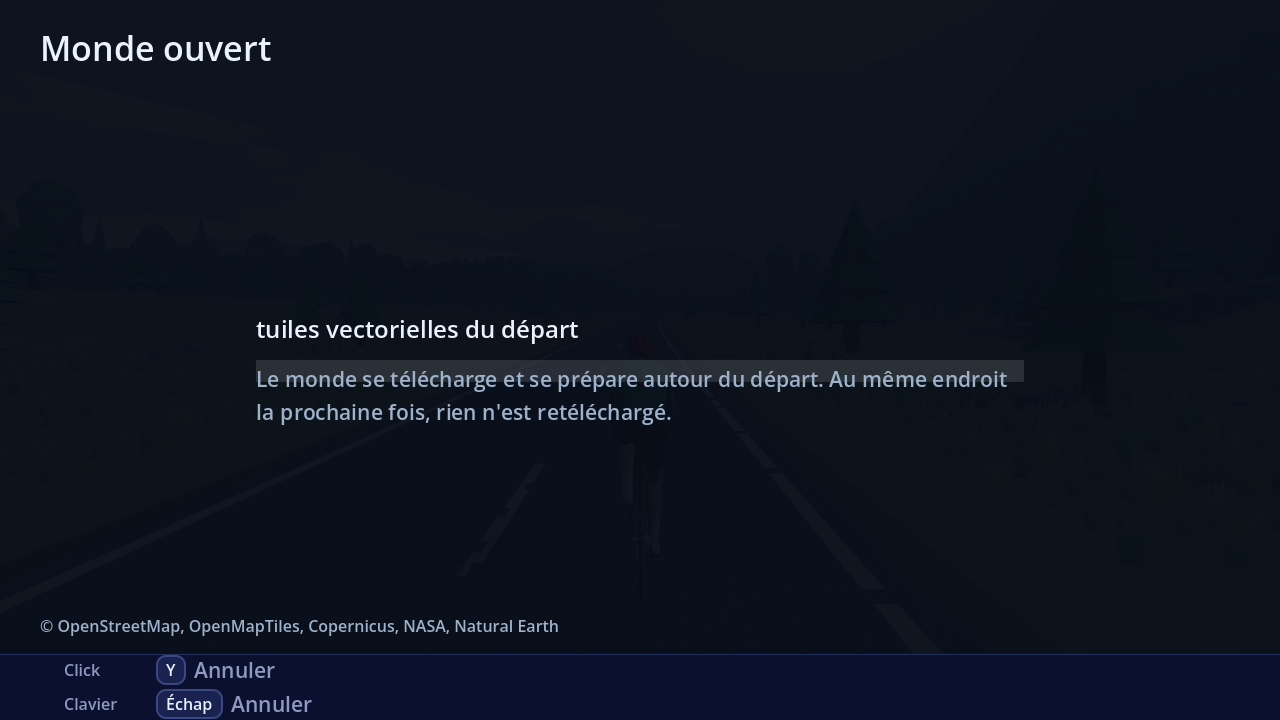 Monde ouvert
tuiles vectorielles du départ
Le monde se télécharge et se prépare autour du départ. Au même endroit
la prochaine fois, rien n'est retéléchargé.
© OpenStreetMap, OpenMapTiles, Copernicus, NASA, Natural Earth
Click Y Annuler
Clavier Échap Annuler